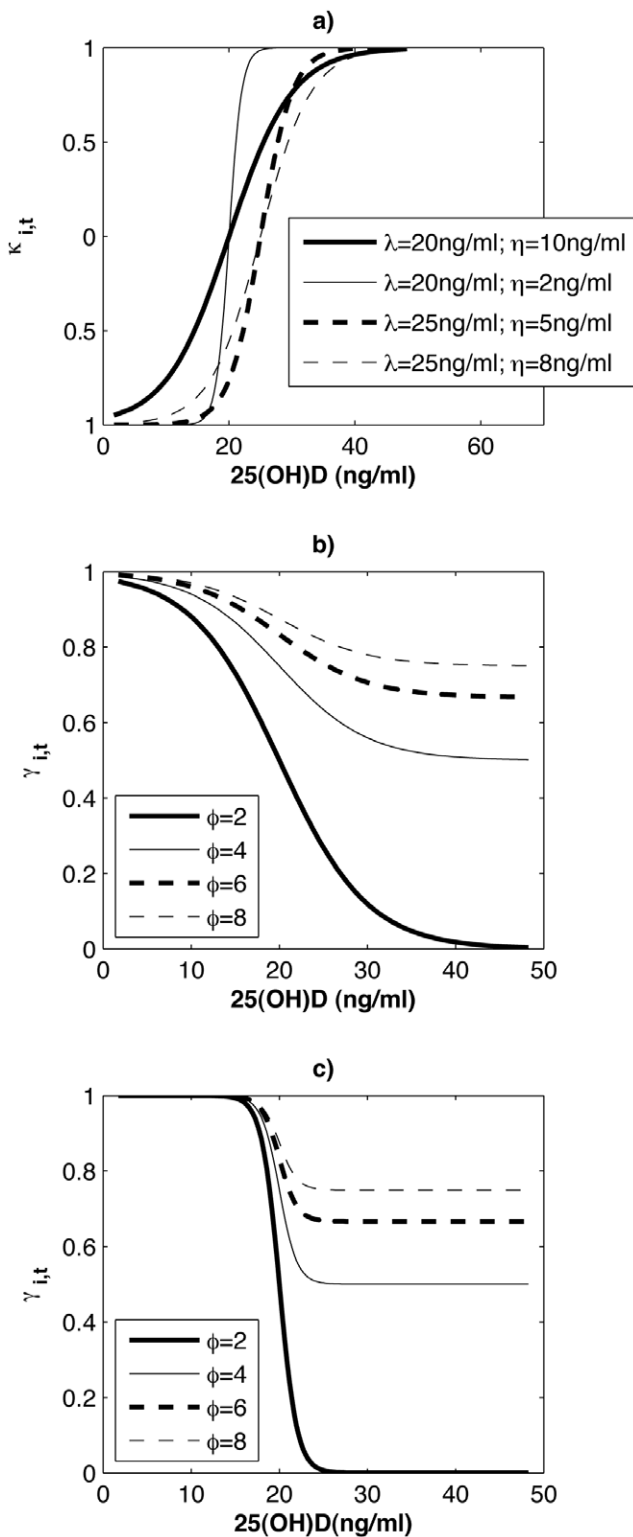 a)
1
0.5
0
0.5
1
κ i,t
λ=20ng/ml; η=10ng/ml
λ=20ng/ml; η=2ng/ml
λ=25ng/ml; η=5ng/ml
λ=25ng/ml; η=8ng/ml
0 20 40 60
25(OH)D (ng/ml)
b)
1
0.8
0.6
0.4
0.2
0
γ i,t
ϕ=2
ϕ=4
ϕ=6
ϕ=8
0 10 20 30 40 50
25(OH)D (ng/ml)
c)
1
0.8
0.6
0.4
0.2
0
γ i,t
ϕ=2
ϕ=4
ϕ=6
ϕ=8
0 10 20 30 40 50
25(OH)D(ng/ml)